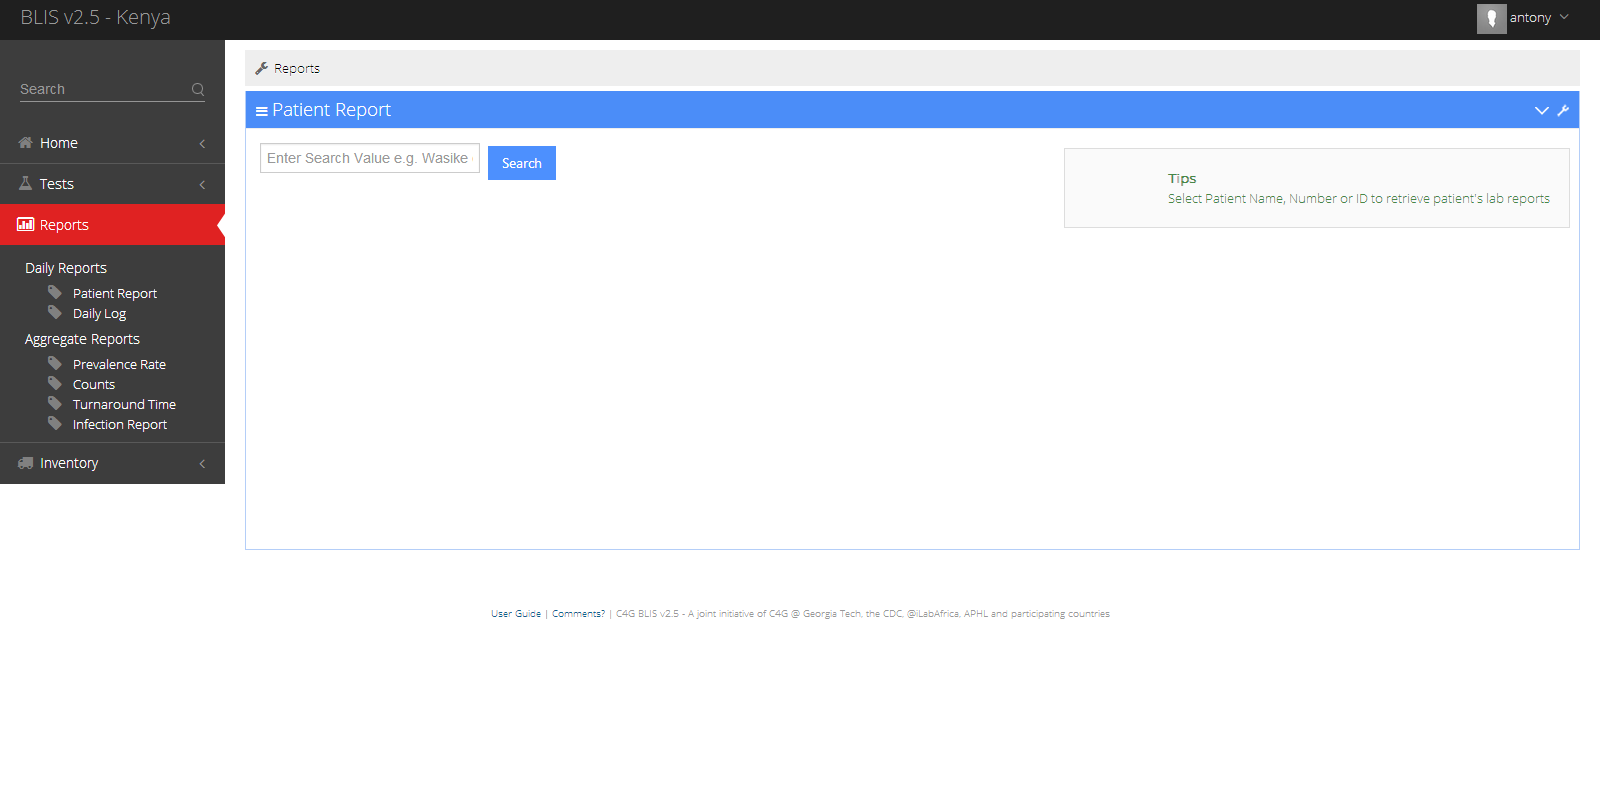 BLIS v2.5 - Kenya
antony
Search
Home
Tests
Reports
Daily Reports
Patient Report
Daily Log
Aggregate Reports
Prevalence Rate
Counts
Turnaround Time
Infection Report
Inventory
Reports
Patient Report
Enter Search Value e.g. Wasike
Search
Tips
Select Patient Name, Number or ID to retrieve patient's lab reports
User Guide | Comments? | C4G BLIS v2.5 - A joint initiative of C4G @ Georgia Tech, the CDC, @iLabAfrica, APHL and participating countries